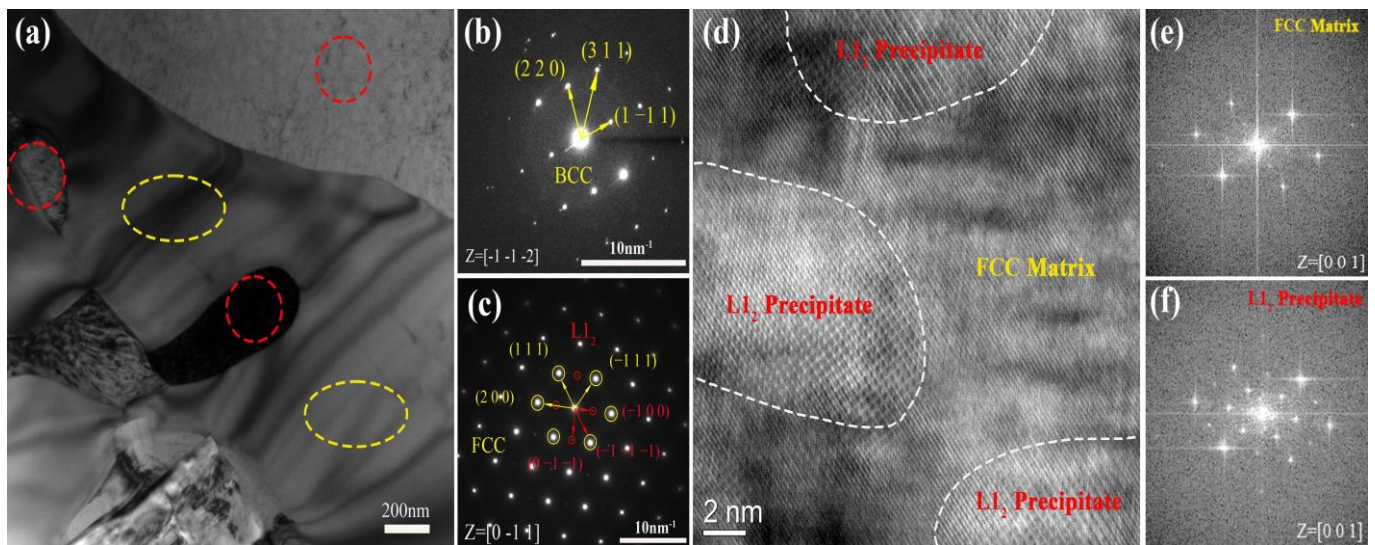 (a)
200nm
(b)
(3 1 1)
(2 2 0)
(1 −1 1)
BCC
Z=[-1 -1 -2]
10nm⁻¹
(c)
L1₂
(1 1 1)
(−1 1 1)
(2 0 0)
(−1 0 0)
FCC
(0 −1 −1)
(−1 −1 −1)
Z=[0 -1 1]
10nm⁻¹
(d)
L1₂ Precipitate
FCC Matrix
L1₂ Precipitate
L1₂ Precipitate
2 nm
(e)
FCC Matrix
Z=[0 0 1]
(f)
L1₂ Precipitate
Z=[0 0 1]